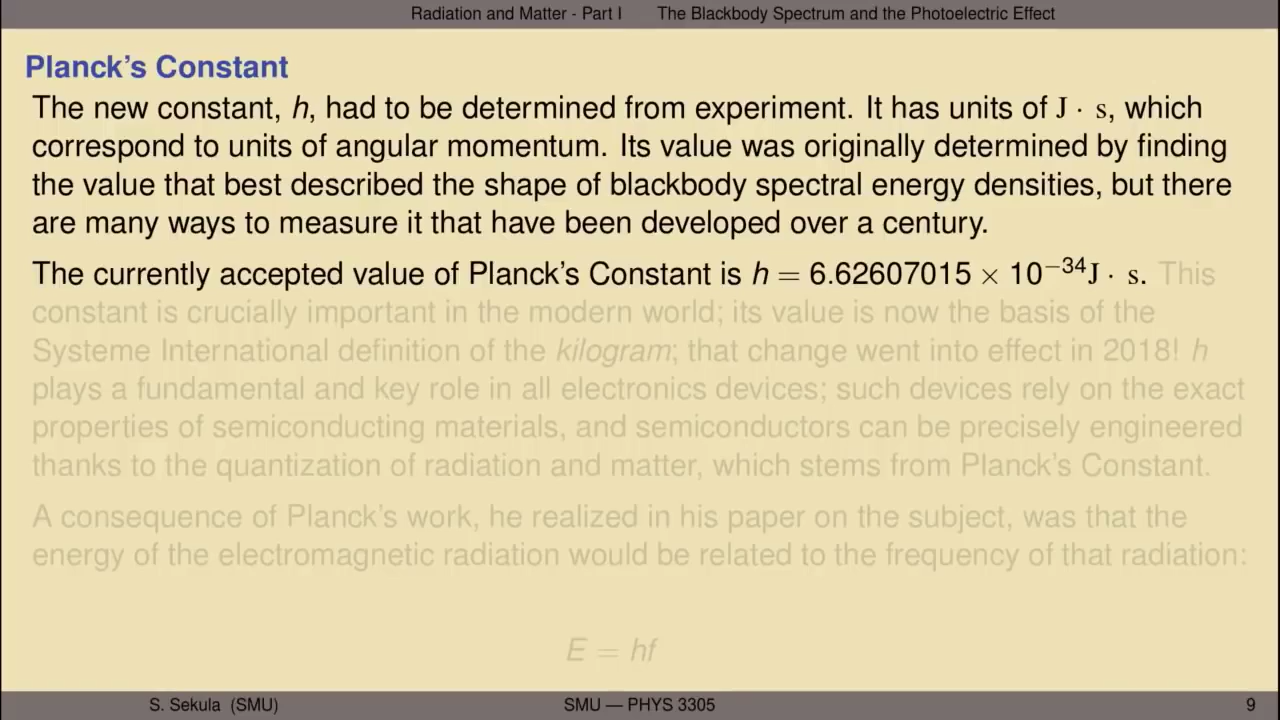 Radiation and Matter - Part I The Blackbody Spectrum and the Photoelectric Effect
Planck's Constant
The new constant, h, had to be determined from experiment. It has units of J · s, which
correspond to units of angular momentum. Its value was originally determined by finding
the value that best described the shape of blackbody spectral energy densities, but there
are many ways to measure it that have been developed over a century.
The currently accepted value of Planck's Constant is h = 6.62607015 × 10⁻³⁴J · s. This
constant is crucially important in the modern world; its value is now the basis of the
Systeme International definition of the kilogram; that change went into effect in 2018! h
plays a fundamental and key role in all electronics devices; such devices rely on the exact
properties of semiconducting materials, and semiconductors can be precisely engineered
thanks to the quantization of radiation and matter, which stems from Planck's Constant.
A consequence of Planck's work, he realized in his paper on the subject, was that the
energy of the electromagnetic radiation would be related to the frequency of that radiation:
E = hf
S. Sekula (SMU) SMU — PHYS 3305 9